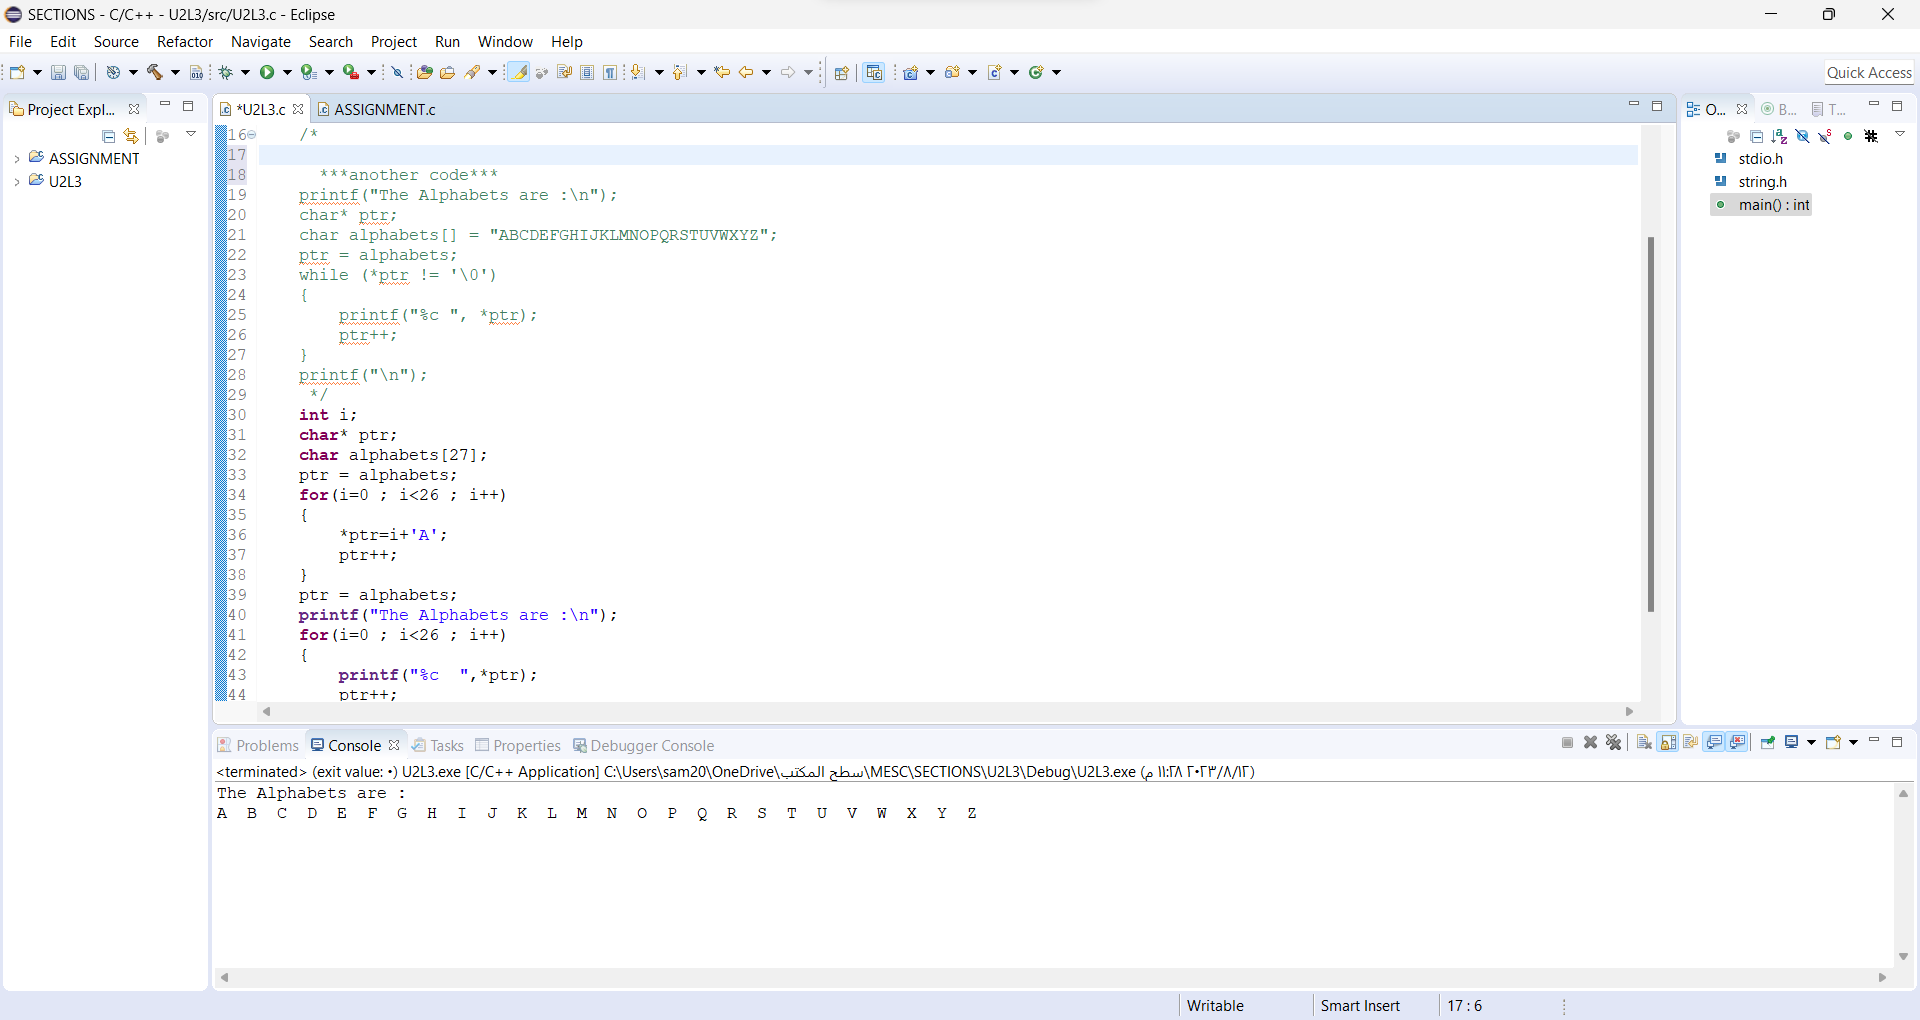 SECTIONS - C/C++ - U2L3/src/U2L3.c - Eclipse
File Edit Source Refactor Navigate Search Project Run Window Help
Quick Access
Project Expl...
ASSIGNMENT
U2L3
*U2L3.c ASSIGNMENT.c
16 /*
17
18 ***another code***
19 printf("The Alphabets are :\n");
20 char* ptr;
21 char alphabets[] = "ABCDEFGHIJKLMNOPQRSTUVWXYZ";
22 ptr = alphabets;
23 while (*ptr != '\0')
24 {
25 printf("%c ", *ptr);
26 ptr++;
27 }
28 printf("\n");
29 */
30 int i;
31 char* ptr;
32 char alphabets[27];
33 ptr = alphabets;
34 for(i=0 ; i<26 ; i++)
35 {
36 *ptr=i+'A';
37 ptr++;
38 }
39 ptr = alphabets;
40 printf("The Alphabets are :\n");
41 for(i=0 ; i<26 ; i++)
42 {
43 printf("%c  ",*ptr);
44 ptr++;
O... B... T...
stdio.h
string.h
main() : int
Problems Console Tasks Properties Debugger Console
<terminated> (exit value: ٠) U2L3.exe [C/C++ Application] C:\Users\sam20\OneDrive\سطح المكتب\MESC\SECTIONS\U2L3\Debug\U2L3.exe (٢٠٢٣/٨/١٢ ١١:٢٨ م)
The Alphabets are :
A B C D E F G H I J K L M N O P Q R S T U V W X Y Z
Writable Smart Insert 17 : 6